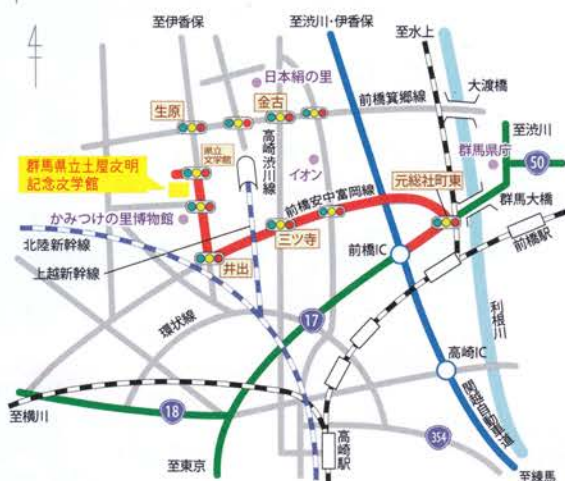 至伊香保
至渋川・伊香保
至水上
日本絹の里
大渡橋
生原
金古
前橋箕郷線
至渋川
県立
文学館
高崎渋川線
イオン
群馬県庁
50
群馬県立土屋文明
記念文学館
元総社町東
前橋安中富岡線
群馬大橋
かみつけの里博物館
三ツ寺
前橋IC
前橋駅
北陸新幹線
上越新幹線
井出
17
利根川
環状線
高崎IC
関越自動車道
至横川
18
高崎駅
354
至東京
至練馬